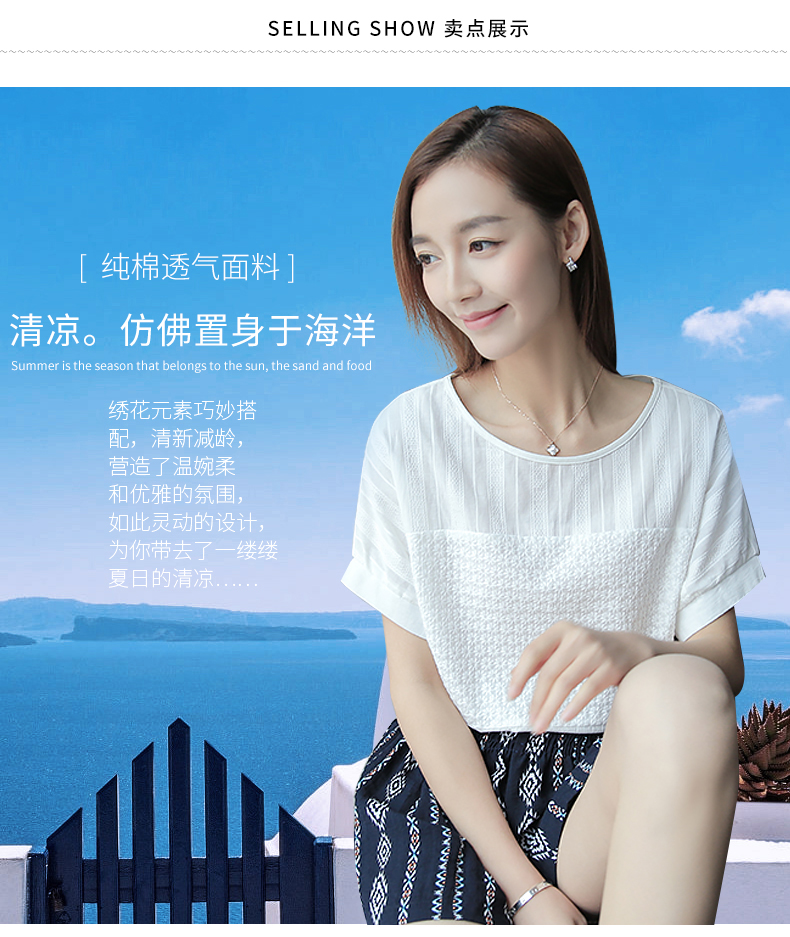 SELLING SHOW 卖点展示
[ 纯棉透气面料 ]
清凉。仿佛置身于海洋
Summer is the season that belongs to the sun, the sand and food
绣花元素巧妙搭
配，清新减龄，
营造了温婉柔
和优雅的氛围，
如此灵动的设计，
为你带去了一缕缕
夏日的清凉……